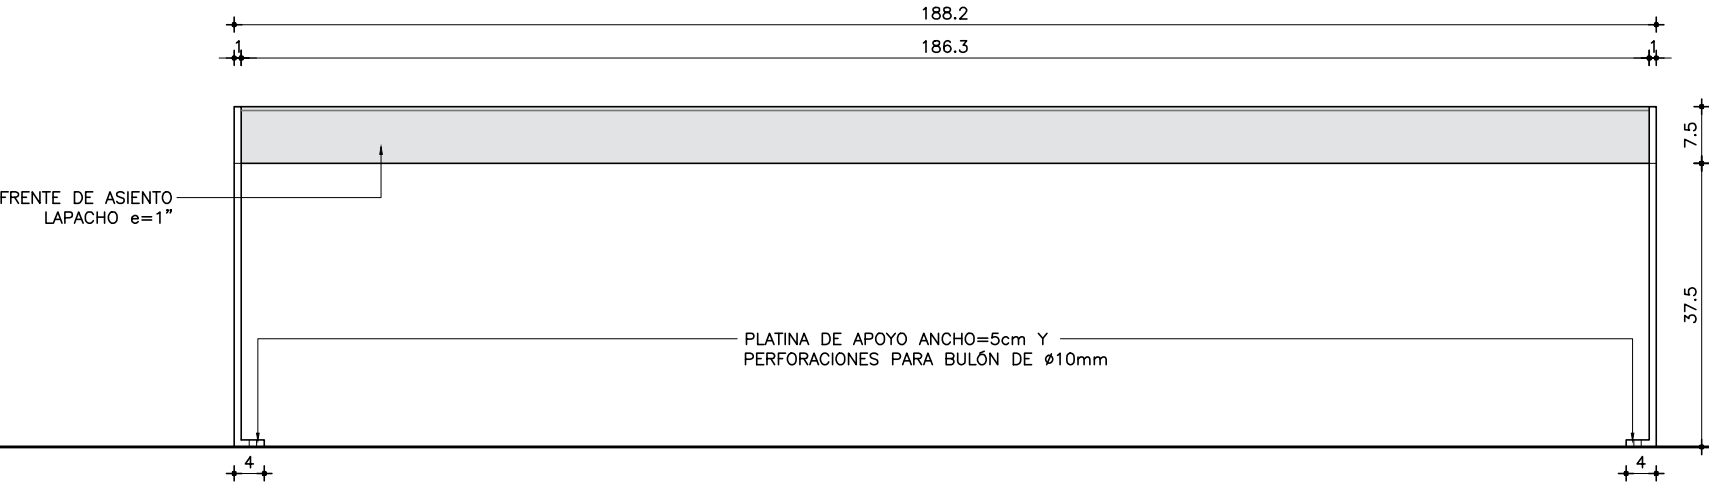 188.2
1
186.3
1
7.5
FRENTE DE ASIENTO
LAPACHO e=1”
37.5
PLATINA DE APOYO ANCHO=5cm Y
PERFORACIONES PARA BULÓN DE ø10mm
4
4